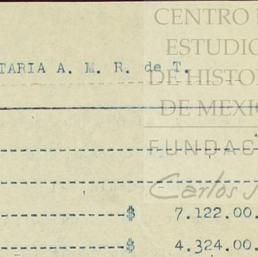 CENTRO
ESTUDIO
TARIA A. M. R. de T.
DE HISTO
DE MEXIC
FUNDAC
Carlos
$ 7.122.00.
$ 4.324.00.